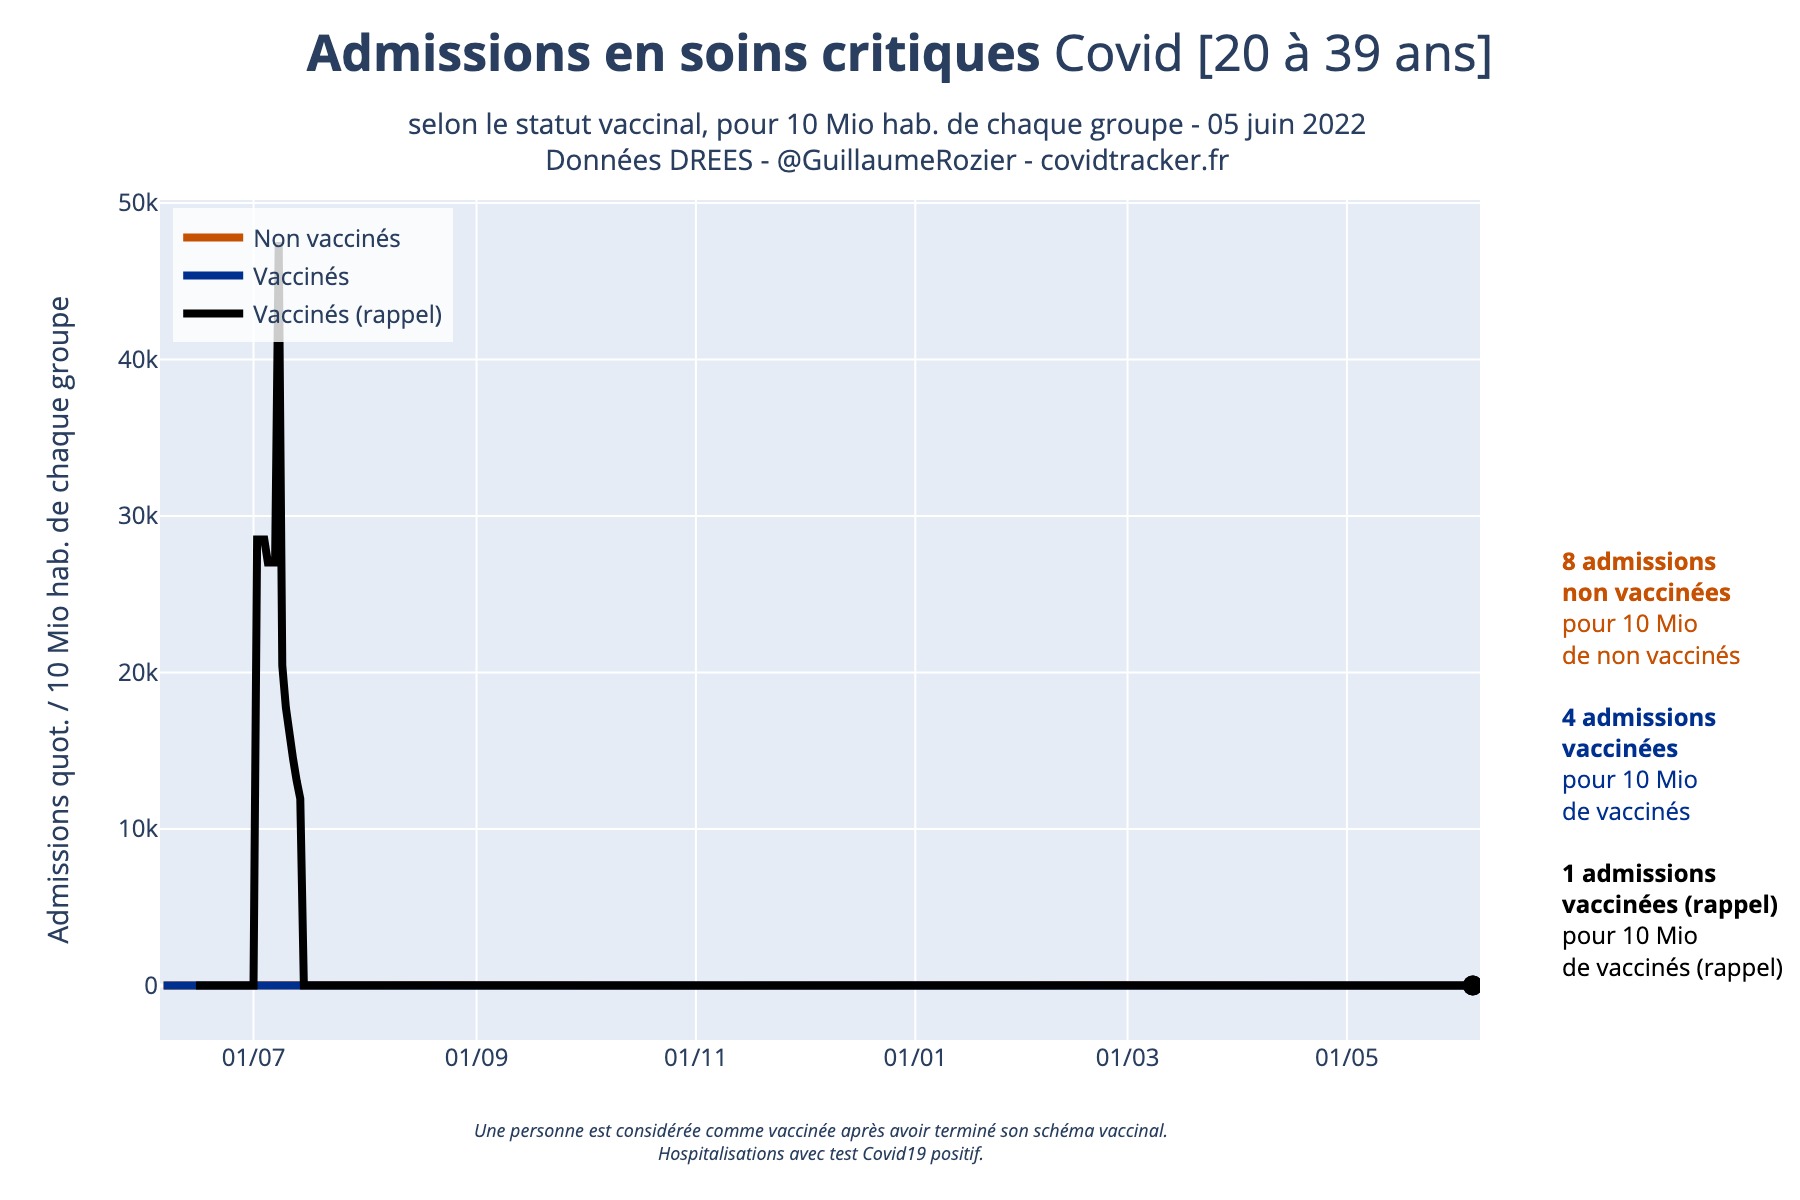 Admissions en soins critiques Covid [20 à 39 ans]
selon le statut vaccinal, pour 10 Mio hab. de chaque groupe - 05 juin 2022
Données DREES - @GuillaumeRozier - covidtracker.fr
Admissions quot. / 10 Mio hab. de chaque groupe
50k
40k
30k
20k
10k
0
Non vaccinés
Vaccinés
Vaccinés (rappel)
01/07
01/09
01/11
01/01
01/03
01/05
8 admissions
non vaccinées
pour 10 Mio
de non vaccinés
4 admissions
vaccinées
pour 10 Mio
de vaccinés
1 admissions
vaccinées (rappel)
pour 10 Mio
de vaccinés (rappel)
Une personne est considérée comme vaccinée après avoir terminé son schéma vaccinal.
Hospitalisations avec test Covid19 positif.